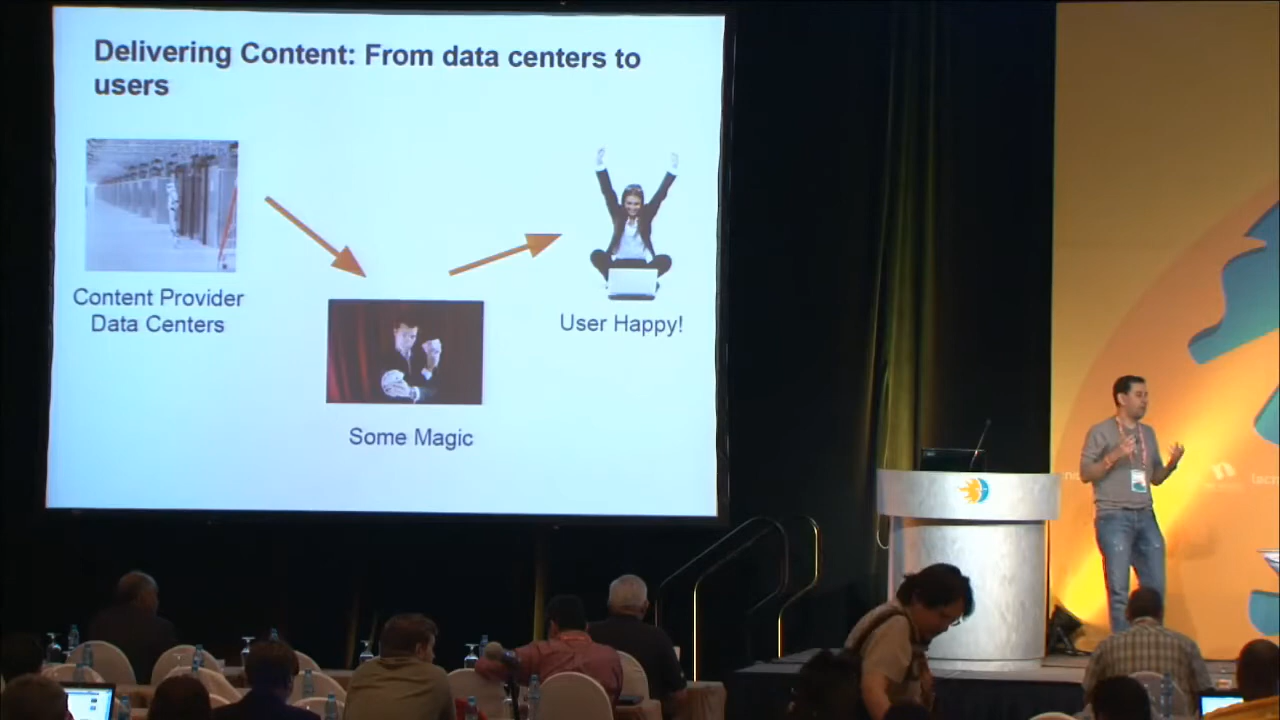 Delivering Content: From data centers to
users
Content Provider
Data Centers
Some Magic
User Happy!